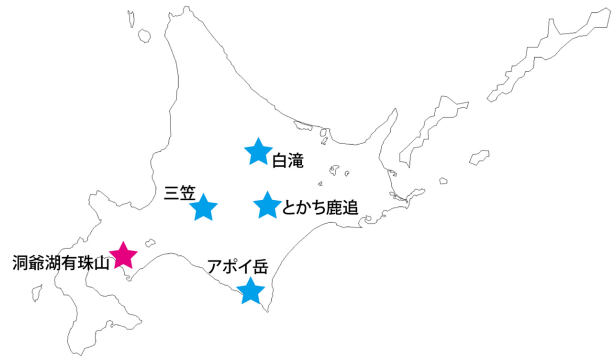 白滝
三笠
とかち鹿追
洞爺湖有珠山
アポイ岳